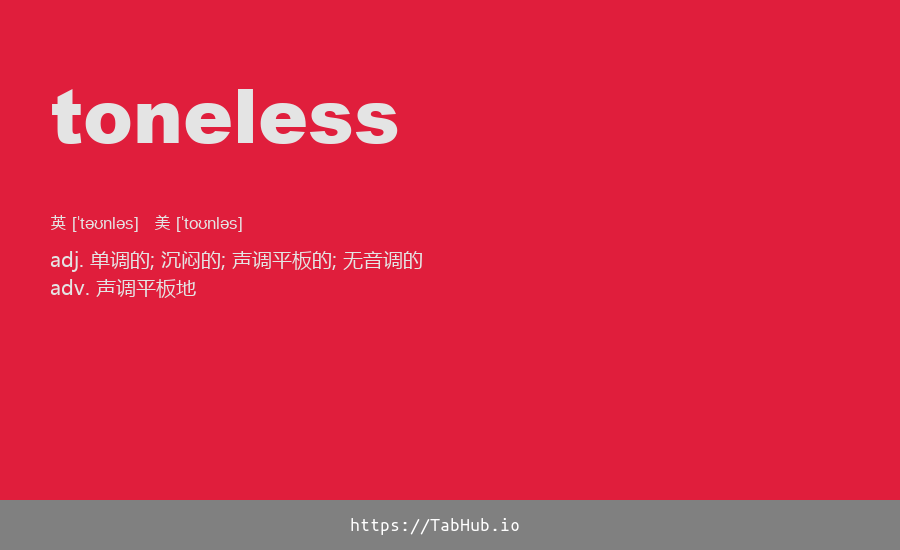 toneless
英 [ˈtəʊnləs] 美 [ˈtoʊnləs]
adj. 单调的; 沉闷的; 声调平板的; 无音调的
adv. 声调平板地
https://TabHub.io